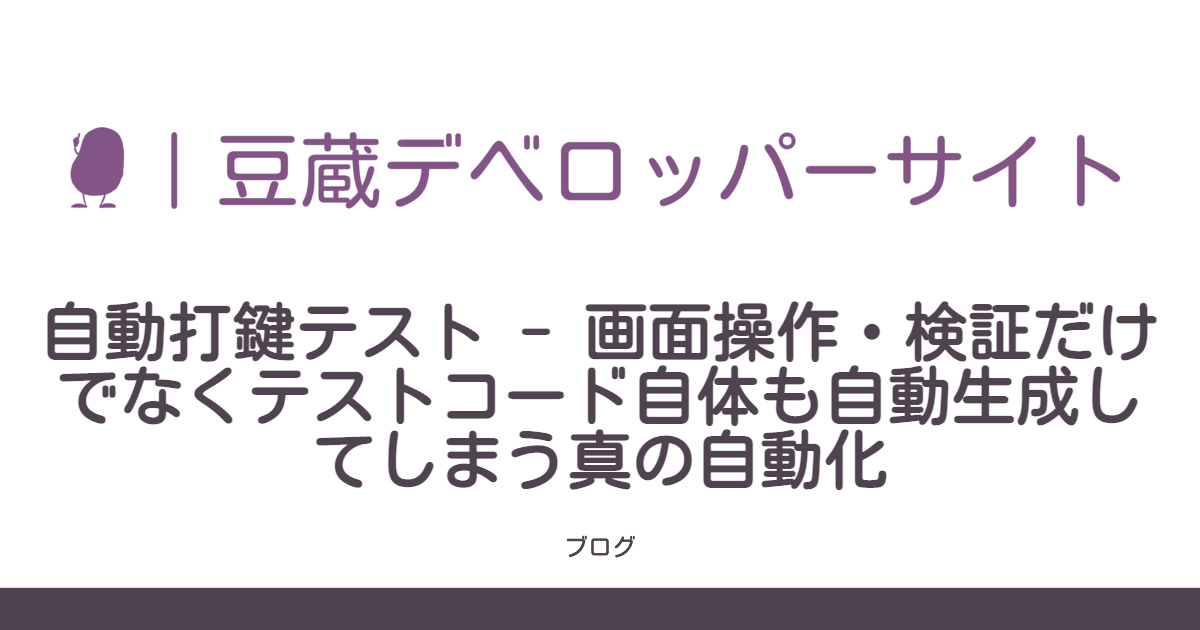 ｜豆蔵デベロッパーサイト
自動打鍵テスト - 画面操作・検証だけ
でなくテストコード自体も自動生成し
てしまう真の自動化
ブログ